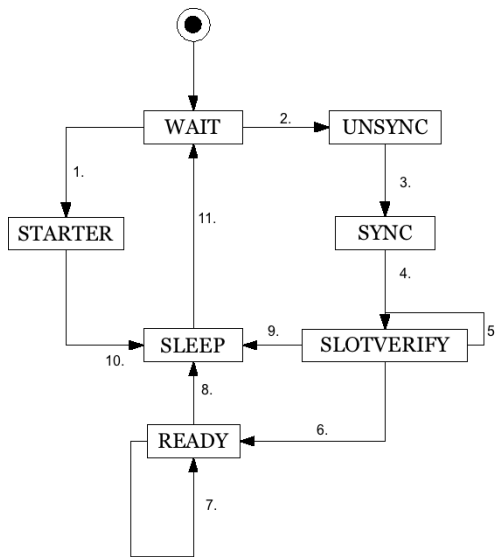 WAIT
2.
UNSYNC
1.
3.
STARTER
11.
SYNC
4.
10.
SLEEP
9.
SLOTVERIFY
5
8.
READY
6.
7.